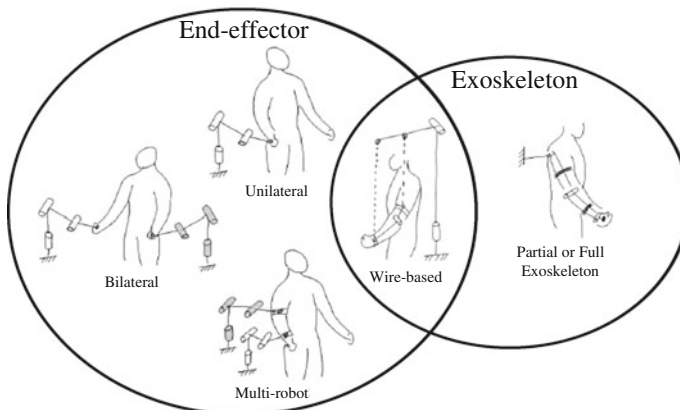 End-effector
Exoskeleton
Unilateral
Bilateral
Wire-based
Partial or Full
Exoskeleton
Multi-robot